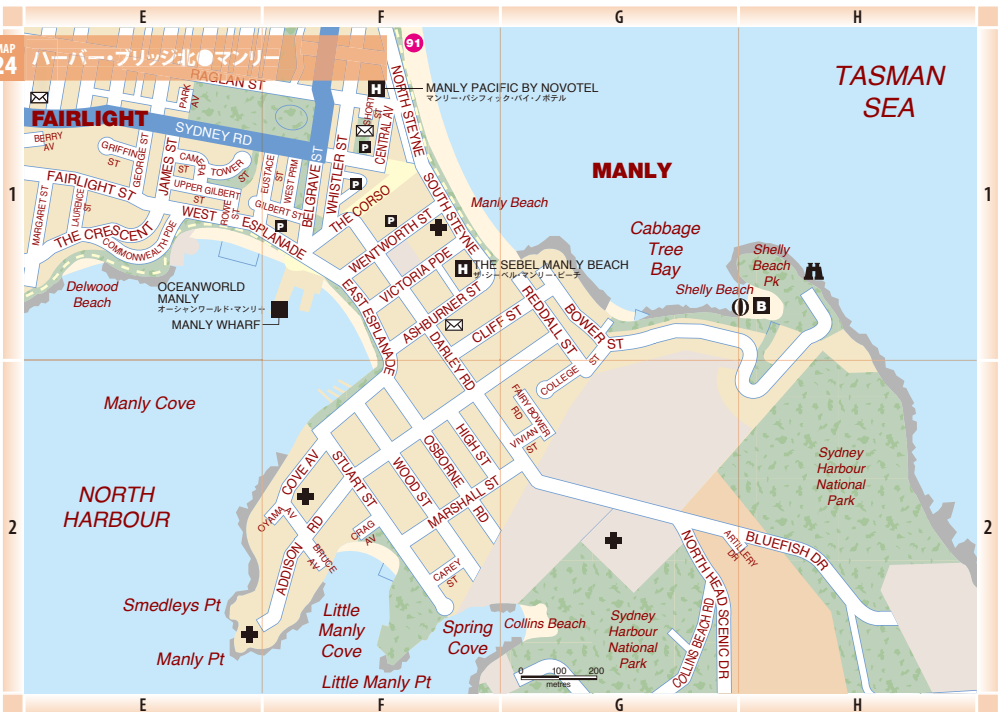 E
F
G
H
MAP
24
ハーバー・ブリッジ北●マンリー
91
RAGLAN ST
PARK AV
H
SHORT ST
CENTRAL AV
NORTH STEYNE
MANLY PACIFIC BY NOVOTEL
マンリー・パシフィック・バイ・ノボテル
TASMAN
SEA
FAIRLIGHT
SYDNEY RD
BERRY
AV
GRIFFIN
ST
GEORGE ST
JAMES ST
CAMERA
ST
TOWER
ST
EUSTACE ST
WEST PRM
BELGRAVE ST
WHISTLER ST
P
P
P
P
MANLY
1
1
FAIRLIGHT ST
MARGARET ST
LAURENCE
ST
UPPER GILBERT
ST
ROWE
ST
GILBERT ST
THE CORSO
SOUTH STEYNE
Manly Beach
WEST ESPLANADE
THE CRESCENT
COMMONWEALTH PDE
WENTWORTH ST
VICTORIA PDE
H
THE SEBEL MANLY BEACH
ザ・シーベル・マンリー・ビーチ
Cabbage
Tree
Bay
Shelly
Beach
Pk
Shelly Beach
B
Delwood
Beach
OCEANWORLD
MANLY
オーシャンワールド・マンリー
MANLY WHARF
EAST ESPLANADE
ASHBURNER ST
CLIFF ST
REDDALL ST
BOWER ST
DARLEY RD
COLLEGE ST
FAIRY BOWER
RD
VIVIAN
ST
Manly Cove
NORTH
HARBOUR
COVE AV
STUART ST
WOOD ST
OSBORNE RD
HIGH ST
MARSHALL ST
Sydney
Harbour
National
Park
2
2
OYAMA
AV
ADDISON RD
CRAG
AV
BRUCE
AV
CAREY
ST
NORTH HEAD SCENIC DR
ARTILLERY
DR
BLUEFISH DR
COLLINS BEACH RD
Smedleys Pt
Manly Pt
Little
Manly
Cove
Little Manly Pt
Spring
Cove
Collins Beach
Sydney
Harbour
National
Park
0 100 200
metres
E
F
G
H